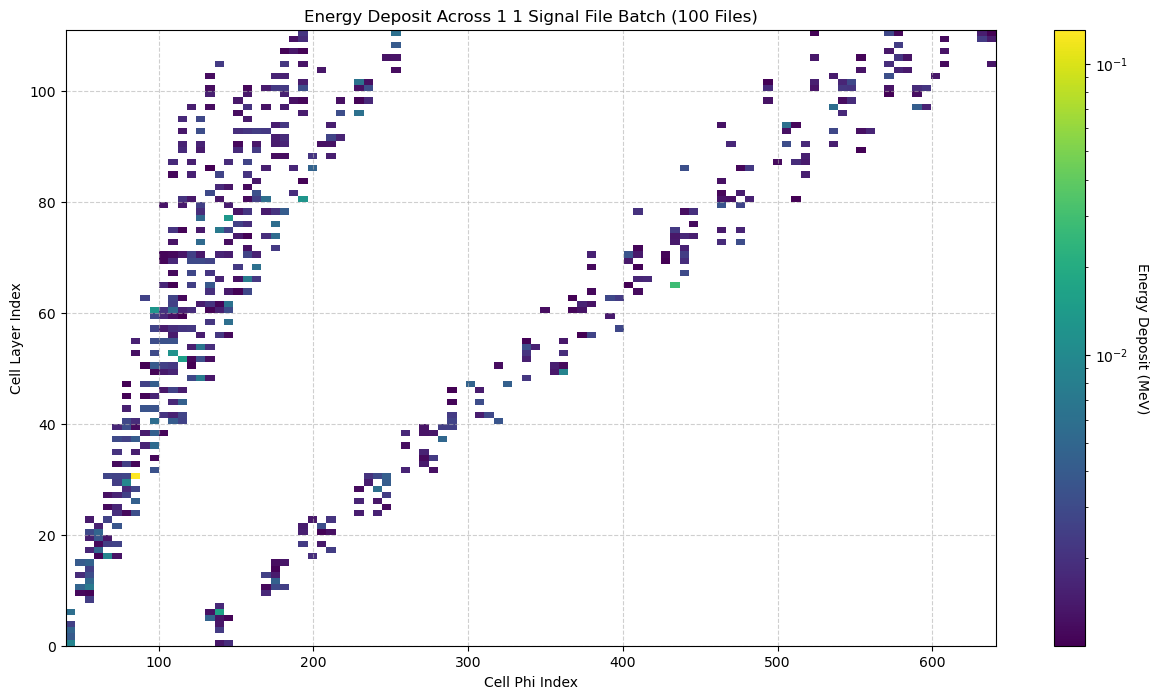 Energy Deposit Across 1 1 Signal File Batch (100 Files)
100
80
60
40
20
0
Cell Layer Index
100 200 300 400 500 600
Cell Phi Index
10⁻¹
10⁻²
Energy Deposit (MeV)